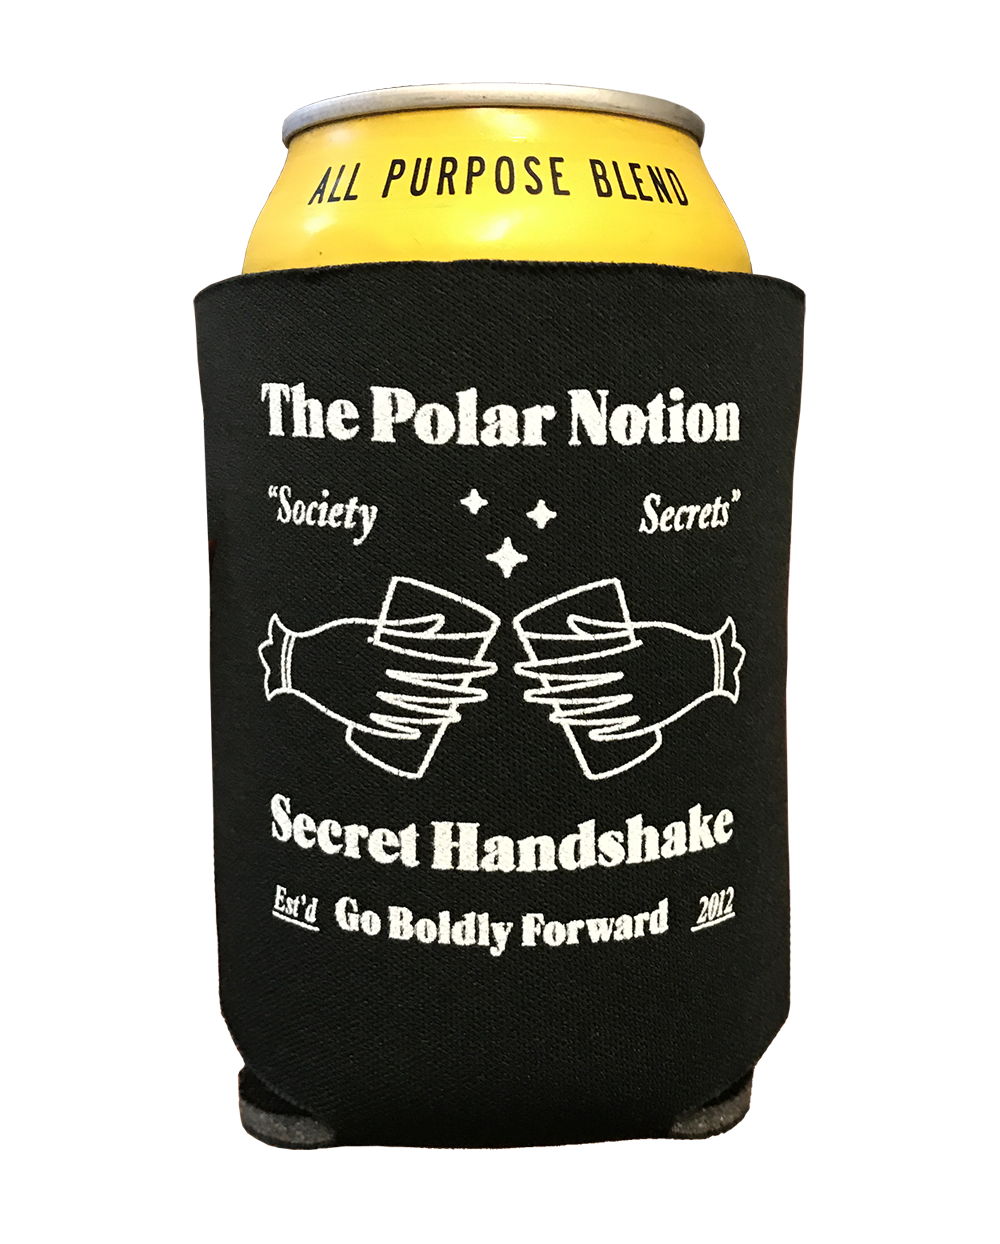 ALL PURPOSE BLEND
The Polar Notion
“Society Secrets”
Secret Handshake
Est’d Go Boldly Forward 2012